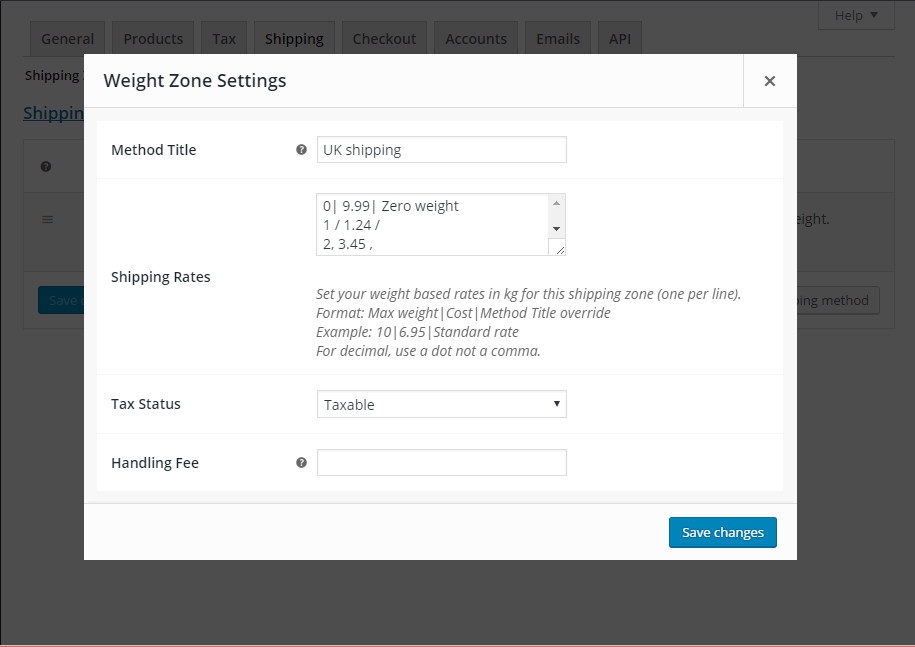 Help ▼
General Products Tax Shipping Checkout Accounts Emails API
Shipping
Shippin
Weight Zone Settings ×
Method Title ? UK shipping
0| 9.99| Zero weight
1 / 1.24 /
2, 3.45 ,
Shipping Rates
Set your weight based rates in kg for this shipping zone (one per line).
Format: Max weight|Cost|Method Title override
Example: 10|6.95|Standard rate
For decimal, use a dot not a comma.
Tax Status Taxable
Handling Fee ?
eight.
Save c
ing method
Save changes